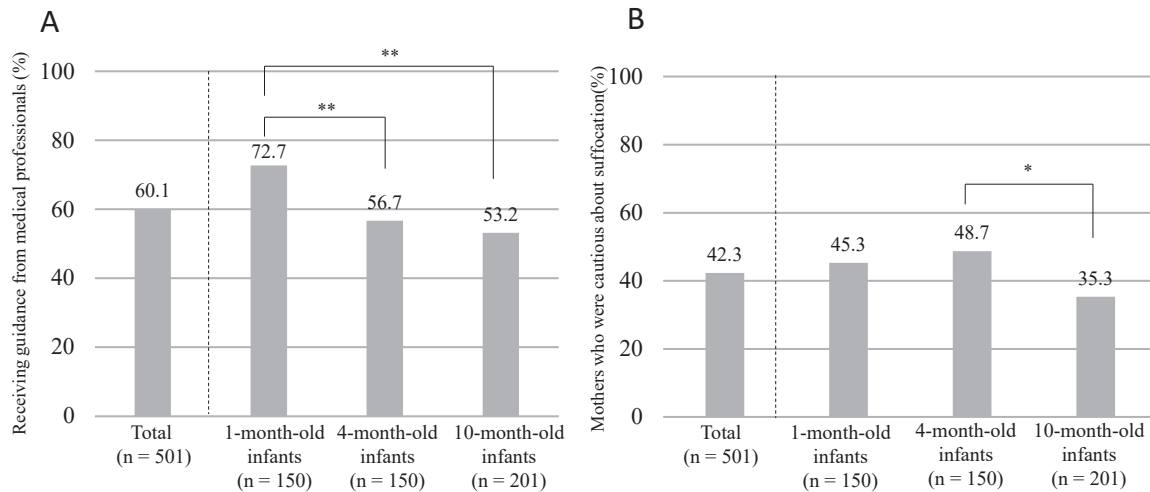 A
Receiving guidance from medical professionals (%)
100
80
60
40
20
0
**
**
60.1
72.7
56.7
53.2
Total
(n = 501)
1-month-old
infants
(n = 150)
4-month-old
infants
(n = 150)
10-month-old
infants
(n = 201)
B
Mothers who were cautious about suffocation(%)
100
80
60
40
20
0
*
42.3
45.3
48.7
35.3
Total
(n = 501)
1-month-old
infants
(n = 150)
4-month-old
infants
(n = 150)
10-month-old
infants
(n = 201)